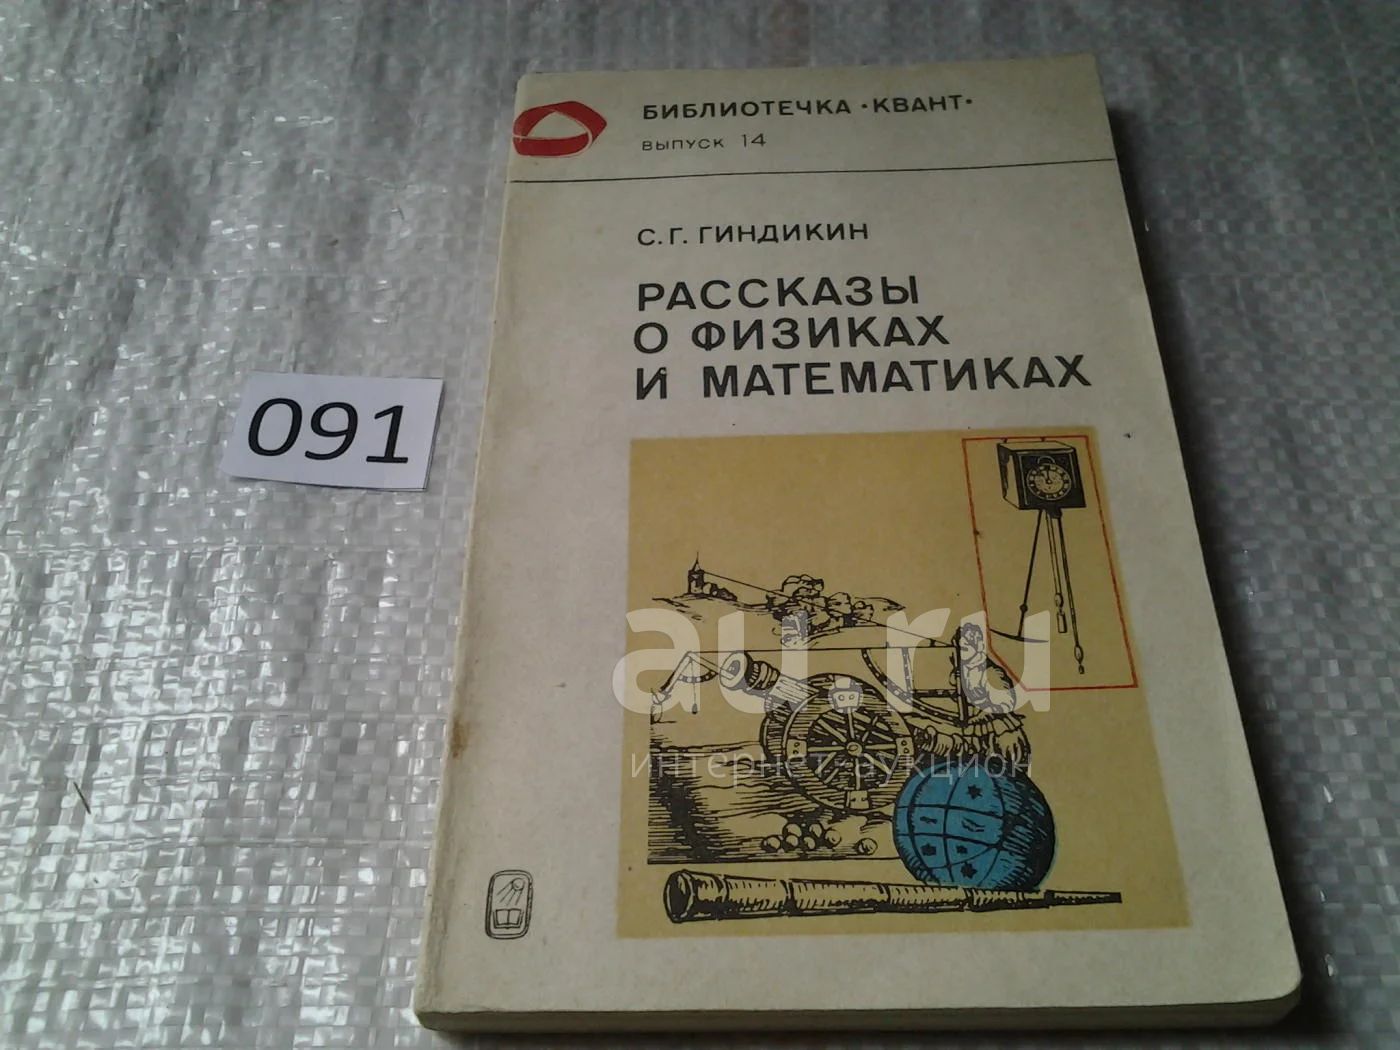 БИБЛИОТЕЧКА •КВАНТ•
ВЫПУСК 14
С. Г. ГИНДИКИН
РАССКАЗЫ
О ФИЗИКАХ
И МАТЕМАТИКАХ
091
au.ru
интернет-аукцион